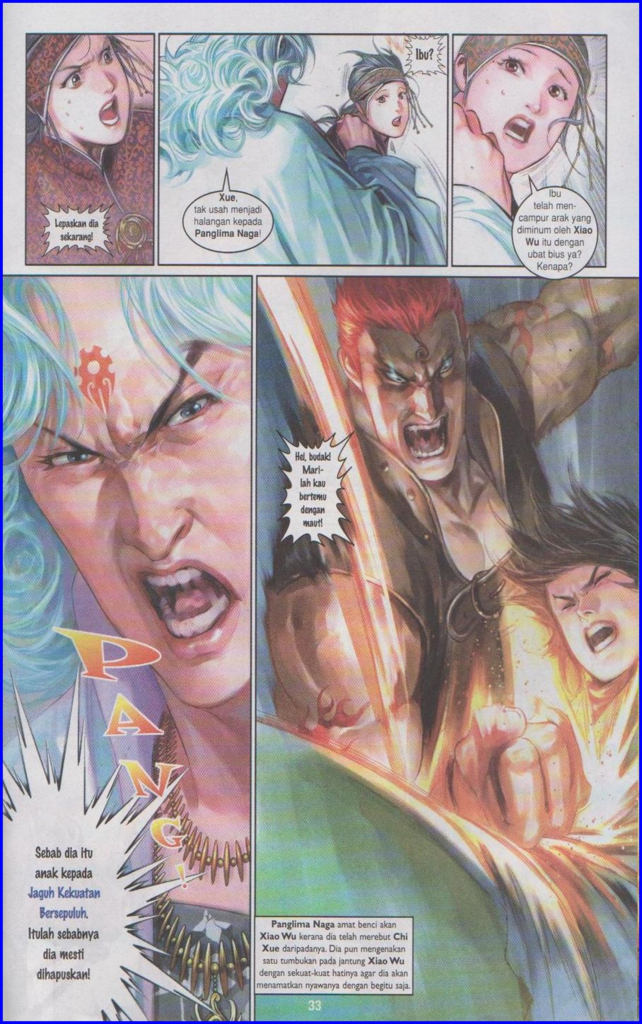 Lepaskan dia
sekarang!
Ibu?
Xue,
tak usah menjadi
halangan kepada
Panglima Naga!
Ibu
telah men-
campur arak yang
diminum oleh Xiao
Wu itu dengan
ubat bius ya?
Kenapa?
PANG!
Sebab dia itu
anak kepada
Jaguh Kekuatan
Bersepuluh.
Itulah sebabnya
dia mesti
dihapuskan!
Hei, budak!
Mari-
lah kau
bertemu
dengan
maut!
Panglima Naga amat benci akan
Xiao Wu kerana dia telah merebut Chi
Xue daripadanya. Dia pun mengenakan
satu tumbukan pada jantung Xiao Wu
dengan sekuat-kuat hatinya agar dia akan
menamatkan nyawanya dengan begitu saja.
33